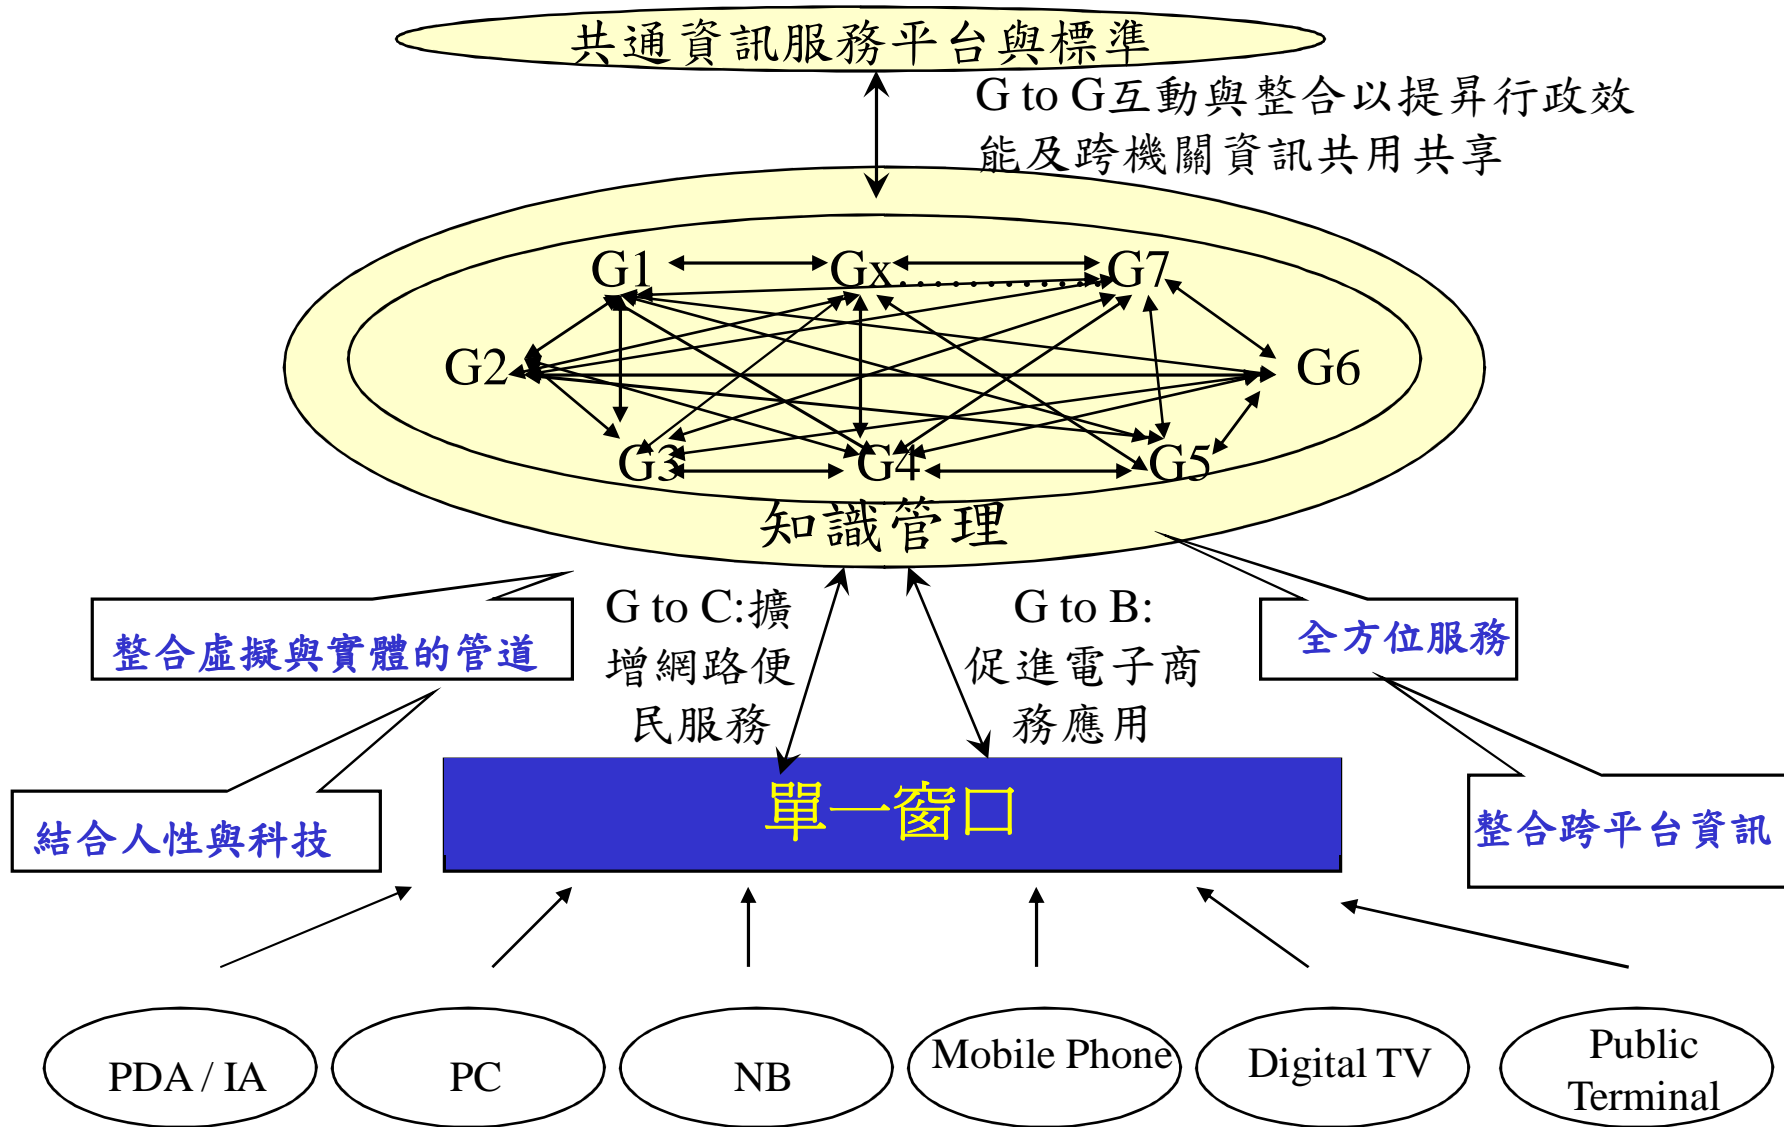 共通資訊服務平台與標準
G to G互動與整合以提昇行政效
能及跨機關資訊共用共享
G1
Gx
G7
G2
G6
G3
G4
G5
知識管理
整合虛擬與實體的管道
G to C:擴
增網路便
民服務
G to B:
促進電子商
務應用
全方位服務
結合人性與科技
單一窗口
整合跨平台資訊
PDA / IA
PC
NB
Mobile Phone
Digital TV
Public
Terminal